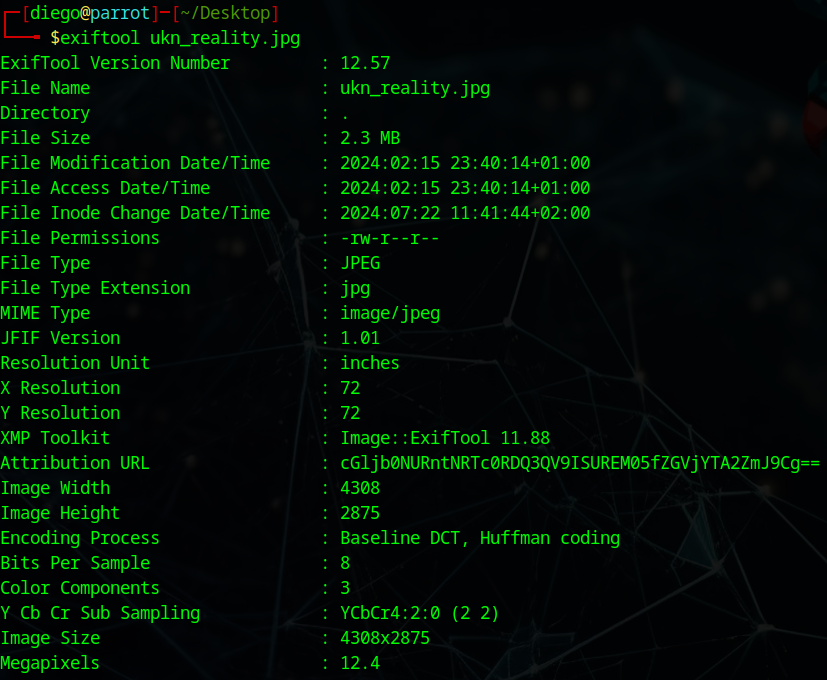 ┌─[diego@parrot]─[~/Desktop]
└──╼ $exiftool ukn_reality.jpg
ExifTool Version Number         : 12.57
File Name                       : ukn_reality.jpg
Directory                       : .
File Size                       : 2.3 MB
File Modification Date/Time     : 2024:02:15 23:40:14+01:00
File Access Date/Time           : 2024:02:15 23:40:14+01:00
File Inode Change Date/Time     : 2024:07:22 11:41:44+02:00
File Permissions                : -rw-r--r--
File Type                       : JPEG
File Type Extension             : jpg
MIME Type                       : image/jpeg
JFIF Version                    : 1.01
Resolution Unit                 : inches
X Resolution                    : 72
Y Resolution                    : 72
XMP Toolkit                     : Image::ExifTool 11.88
Attribution URL                 : cGljb0NURntNRTc0RDQ3QV9ISUREM05fZGVjYTA2ZmJ9Cg==
Image Width                     : 4308
Image Height                    : 2875
Encoding Process                : Baseline DCT, Huffman coding
Bits Per Sample                 : 8
Color Components                : 3
Y Cb Cr Sub Sampling            : YCbCr4:2:0 (2 2)
Image Size                      : 4308x2875
Megapixels                      : 12.4